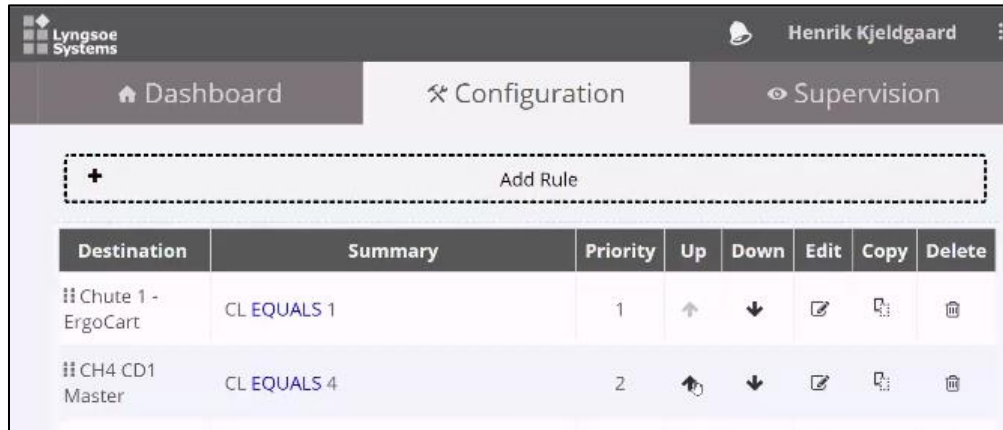 Lyngsoe
Systems
Henrik Kjeldgaard
Dashboard
Configuration
Supervision
+ Add Rule
Destination Summary Priority Up Down Edit Copy Delete
Chute 1 -
ErgoCart
CL EQUALS 1
1
CH4 CD1
Master
CL EQUALS 4
2